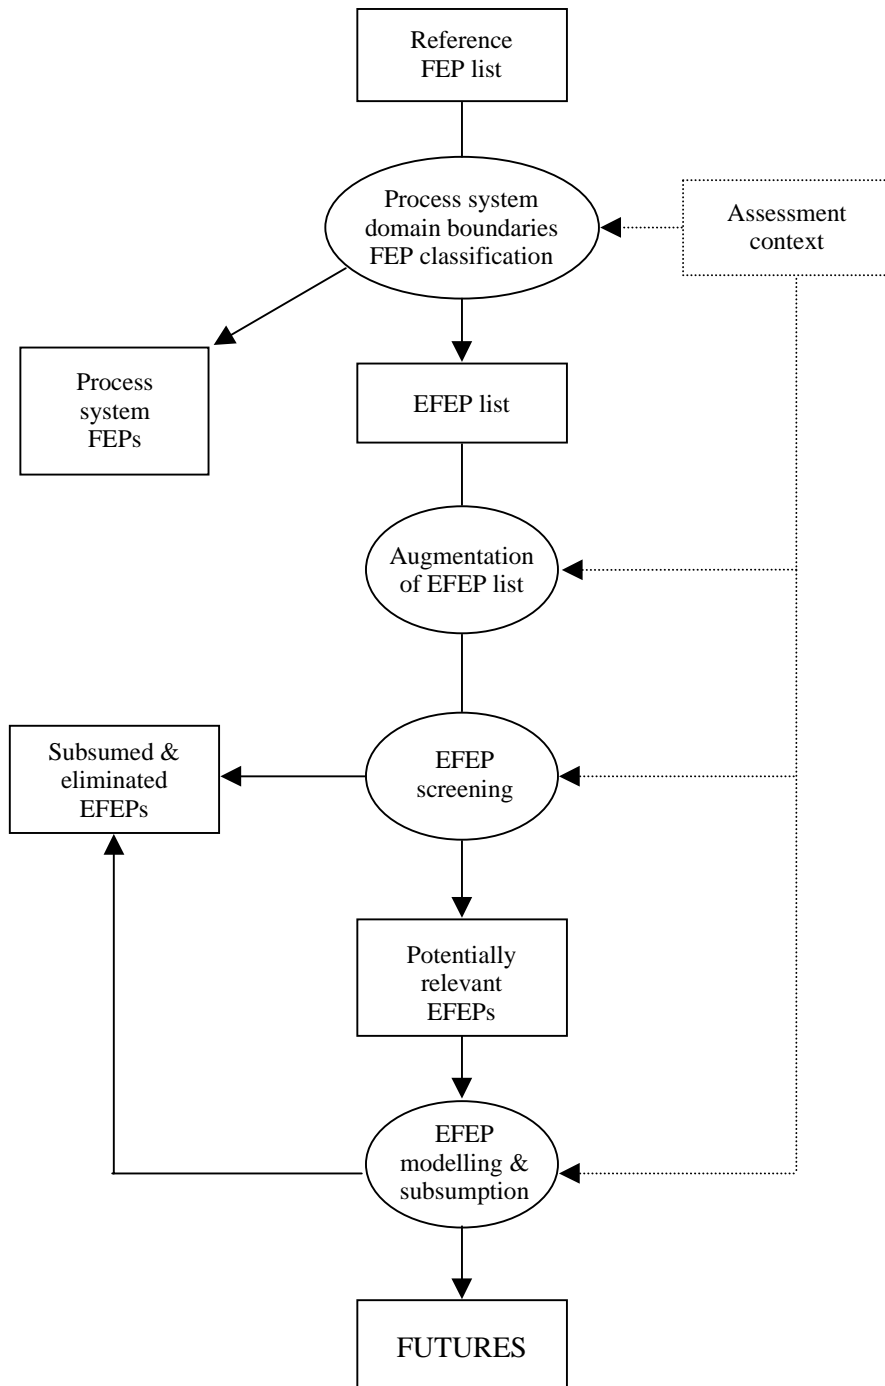 Reference
FEP list
Process system
domain boundaries
FEP classification
Assessment
context
Process
system
FEPs
EFEP list
Augmentation
of EFEP list
Subsumed &
eliminated
EFEPs
EFEP
screening
Potentially
relevant
EFEPs
EFEP
modelling &
subsumption
FUTURES